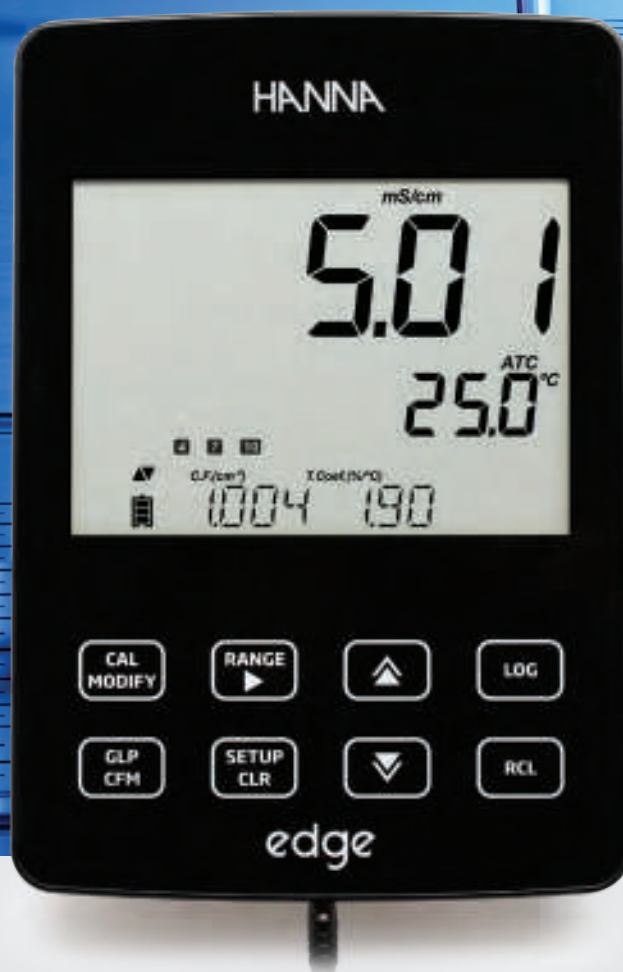 HANNA
mS/cm
5.01
ATC
25.0 °C
4 7 10
C.F.(cm⁻¹) T.Coef.(%/°C)
1.004 1.90
CAL MODIFY
RANGE
LOG
GLP CFM
SETUP CLR
RCL
edge